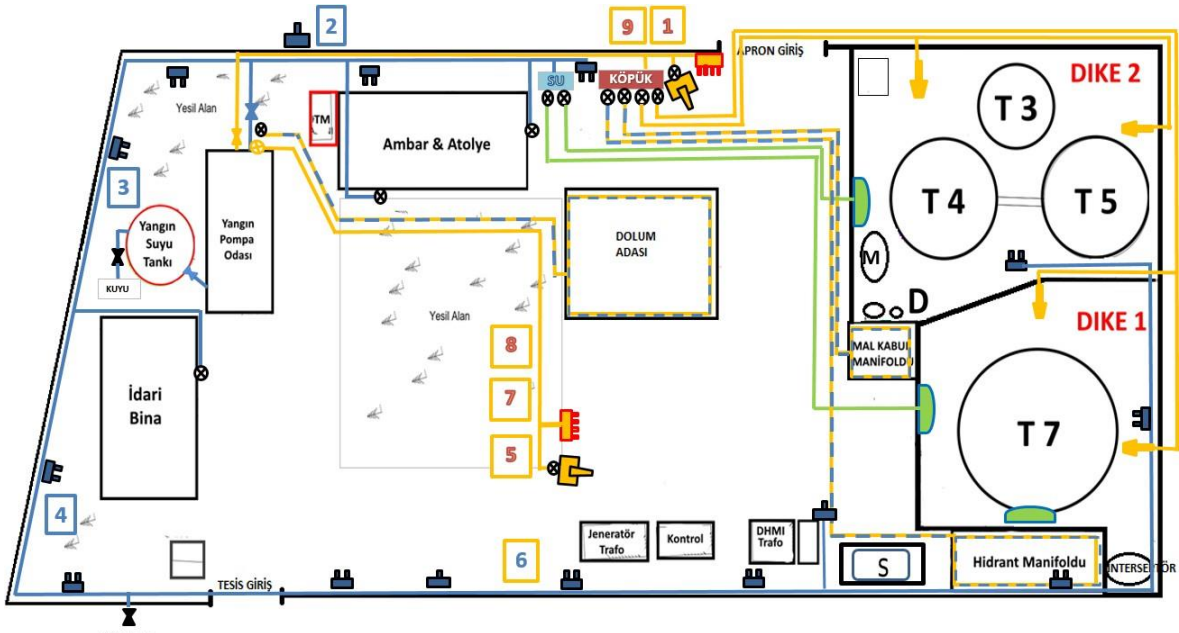 2
9
1
APRON GİRİŞ
SU
KÖPÜK
DIKE 2
T 3
Yesil Alan
TM
Ambar & Atolye
3
T 4
T 5
Yangın
Suyu
Tankı
Yangın
Pompa
Odası
DOLUM
ADASI
M
KUYU
Yesil Alan
D
DIKE 1
8
MAL KABUL
MANİFOLDU
İdari
Bina
7
T 7
5
4
6
Jeneratör
Trafo
Kontrol
DHMI
Trafo
S
Hidrant Manifoldu
INTERSEPTÖR
TESİS GİRİŞ